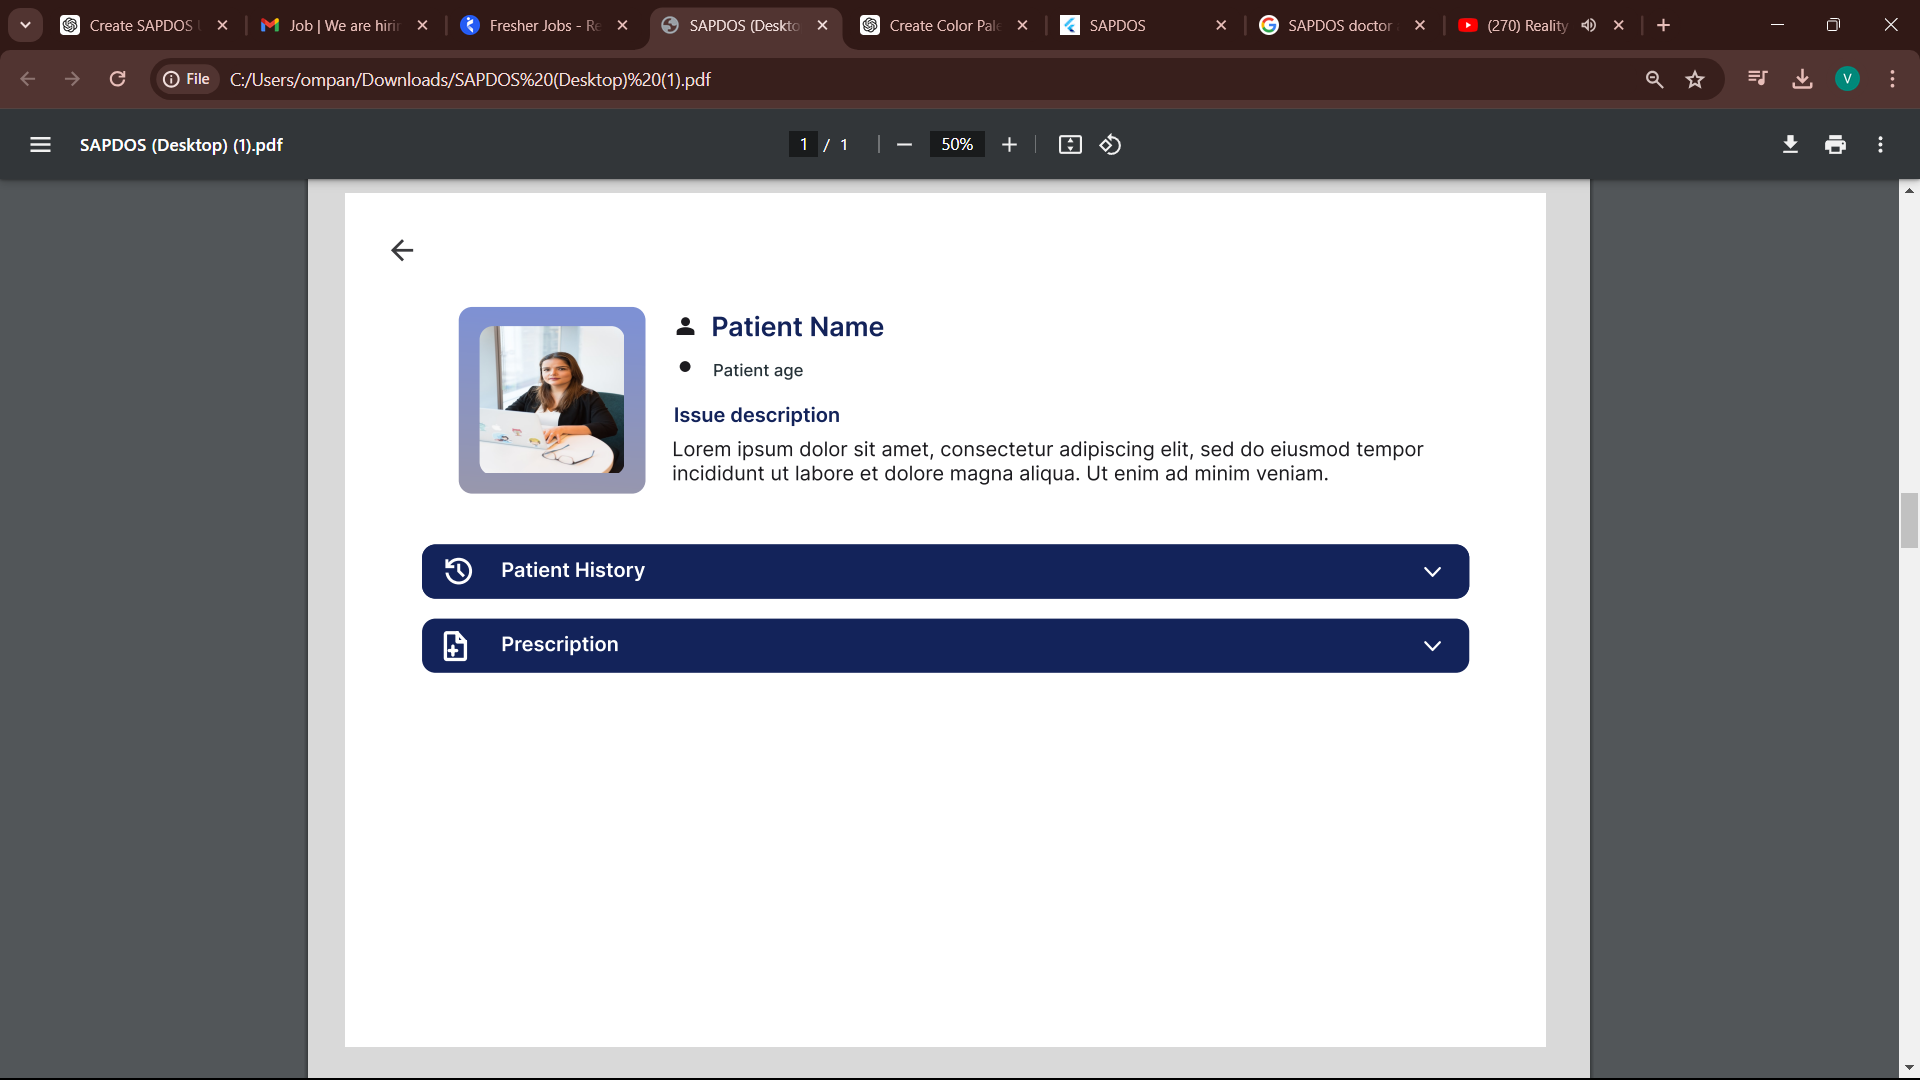 Create SAPDOS
Job | We are hirin
Fresher Jobs - Re
SAPDOS (Deskto
Create Color Pale
SAPDOS
SAPDOS doctor
(270) Reality
File
C:/Users/ompan/Downloads/SAPDOS%20(Desktop)%20(1).pdf
V
SAPDOS (Desktop) (1).pdf
1 / 1
50%
Patient Name
Patient age
Issue description
Lorem ipsum dolor sit amet, consectetur adipiscing elit, sed do eiusmod tempor
incididunt ut labore et dolore magna aliqua. Ut enim ad minim veniam.
Patient History
Prescription